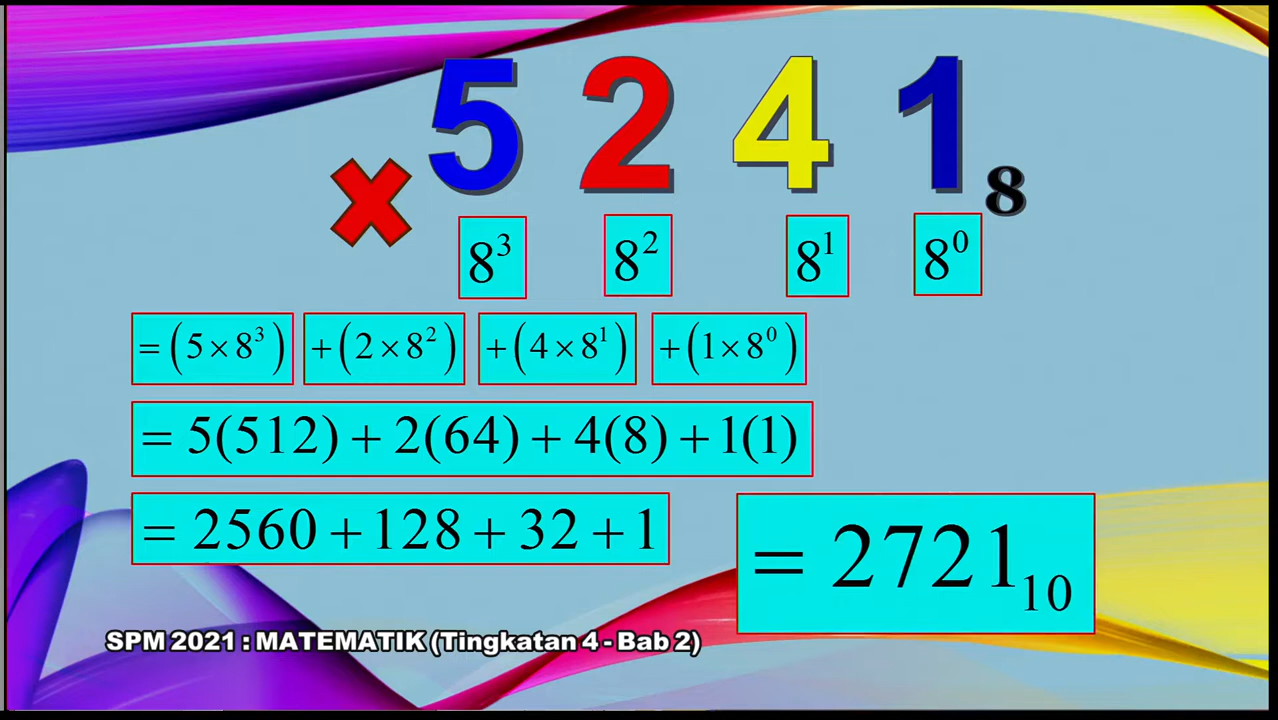 5 2 4 1₈
× 8³ 8² 8¹ 8⁰
= (5 × 8³) + (2 × 8²) + (4 × 8¹) + (1 × 8⁰)
= 5(512) + 2(64) + 4(8) + 1(1)
= 2560 + 128 + 32 + 1
= 2721₁₀
SPM 2021 : MATEMATIK (Tingkatan 4 - Bab 2)